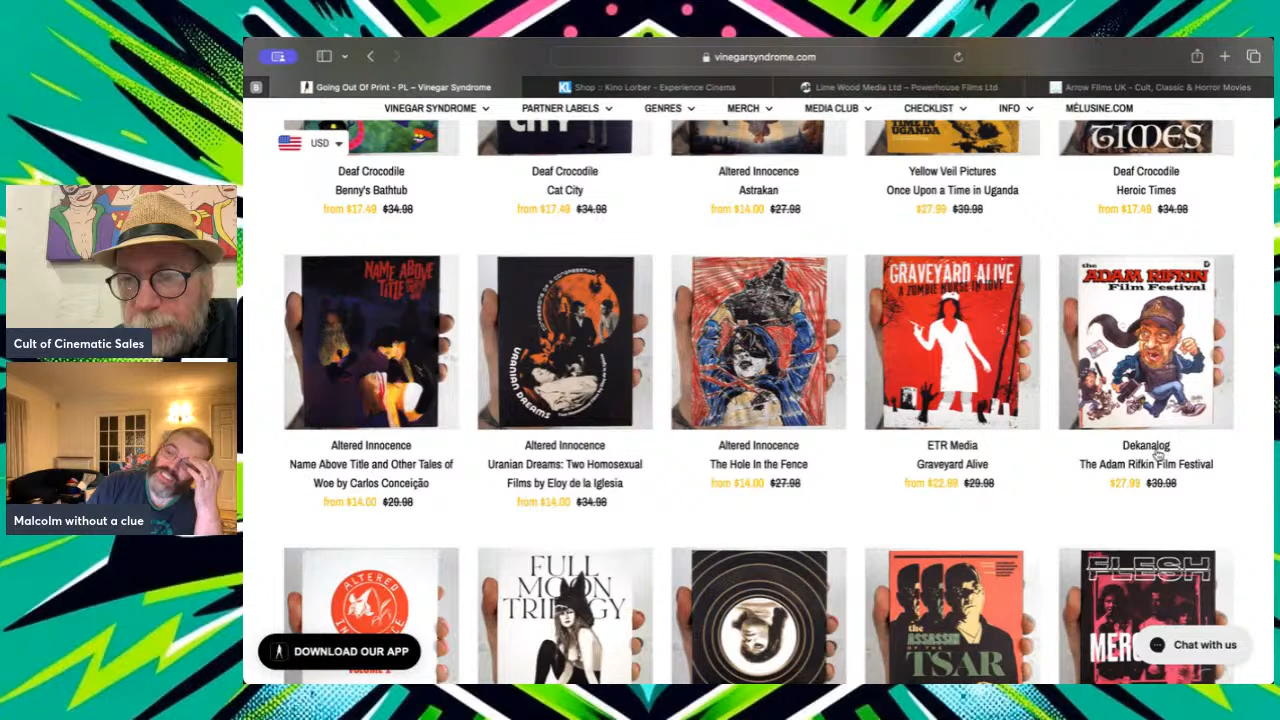 vinegarsyndrome.com
Going Out Of Print - PL – Vinegar Syndrome
Shop :: Kino Lorber - Experience Cinema
Lime Wood Media Ltd – Powerhouse Films Ltd
Arrow Films UK - Cult, Classic & Horror Movies
VINEGAR SYNDROME PARTNER LABELS GENRES MERCH MEDIA CLUB CHECKLIST INFO MÉLUSINE.COM
USD
CITY
TIME IN
UGANDA
TIMES
Deaf Crocodile
Benny's Bathtub
from $17.49 $34.98
Deaf Crocodile
Cat City
from $17.49 $34.98
Altered Innocence
Astrakan
from $14.00 $27.98
Yellow Veil Pictures
Once Upon a Time in Uganda
$27.99 $39.98
Deaf Crocodile
Heroic Times
from $17.49 $34.98
NAME ABOVE
TITLE
URANIAN DREAMS
GRAVEYARD ALIVE
A ZOMBIE NURSE IN LOVE
the
ADAM RIFKIN
Film Festival
Altered Innocence
Name Above Title and Other Tales of
Woe by Carlos Conceição
from $14.00 $29.98
Altered Innocence
Uranian Dreams: Two Homosexual
Films by Eloy de la Iglesia
from $14.00 $34.98
Altered Innocence
The Hole In the Fence
from $14.00 $27.98
ETR Media
Graveyard Alive
from $22.89 $29.98
Dekanalog
The Adam Rifkin Film Festival
$27.99 $39.98
ALTERED
VOLUME 2
FULL
MOON
TRILOGY
the
ASSASSIN
OF THE
TSAR
FLESH
DOWNLOAD OUR APP
Chat with us
Cult of Cinematic Sales
Malcolm without a clue